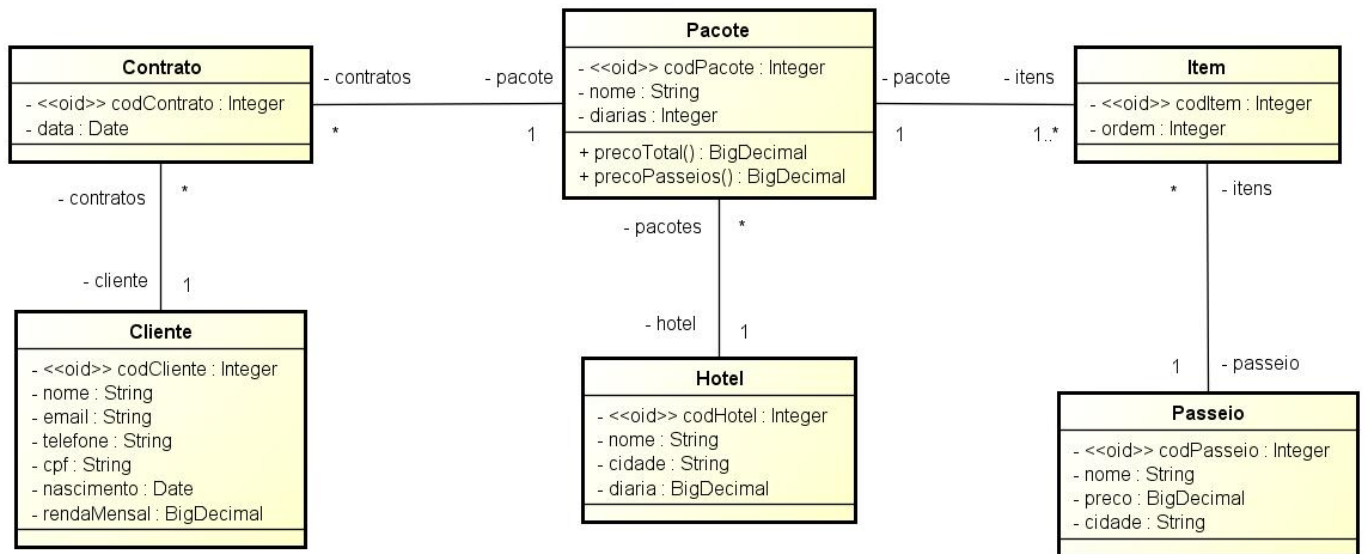 Pacote
- <<oid>> codPacote : Integer
- nome : String
- diarias : Integer
+ precoTotal() : BigDecimal
+ precoPasseios() : BigDecimal
Contrato
- <<oid>> codContrato : Integer
- data : Date
- contratos
- pacote
*
1
- pacote
- itens
1
1..*
Item
- <<oid>> codItem : Integer
- ordem : Integer
- contratos
*
- cliente
1
- pacotes
*
- hotel
1
*
- itens
1
- passeio
Cliente
- <<oid>> codCliente : Integer
- nome : String
- email : String
- telefone : String
- cpf : String
- nascimento : Date
- rendaMensal : BigDecimal
Hotel
- <<oid>> codHotel : Integer
- nome : String
- cidade : String
- diaria : BigDecimal
Passeio
- <<oid>> codPasseio : Integer
- nome : String
- preco : BigDecimal
- cidade : String